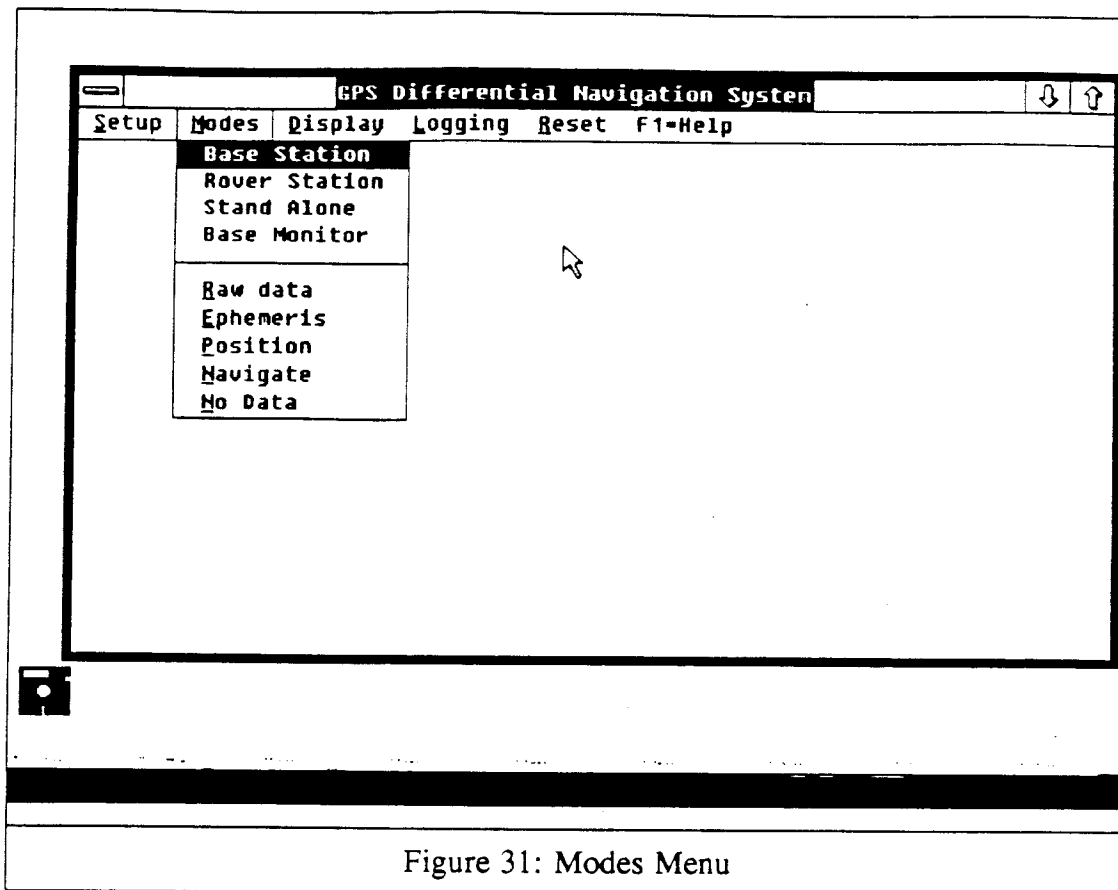 GPS Differential Navigation System
Setup Modes Display Logging Reset F1=Help
Base Station
Rover Station
Stand Alone
Base Monitor
Raw data
Ephemeris
Position
Navigate
No Data
Figure 31: Modes Menu